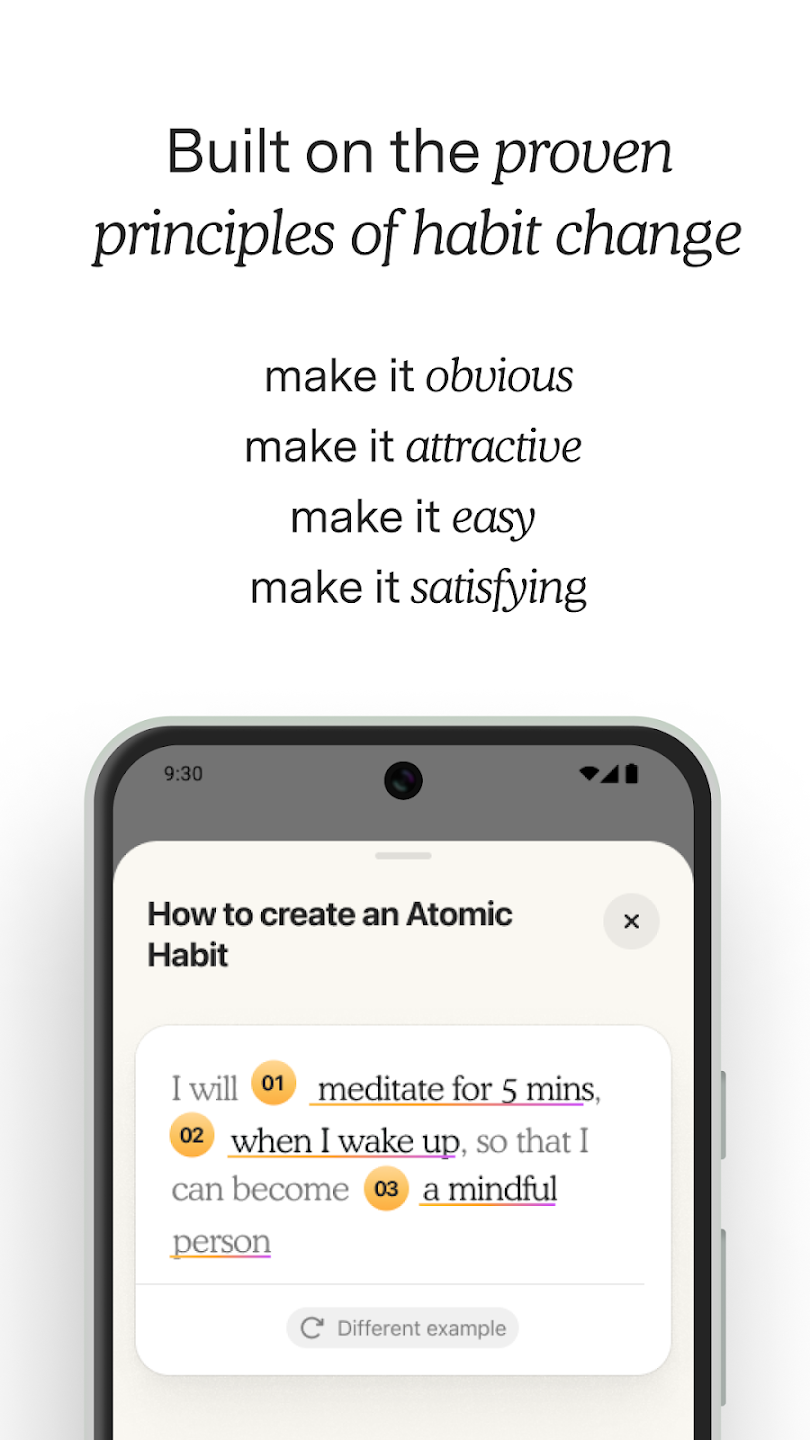 Built on the proven
principles of habit change
make it obvious
make it attractive
make it easy
make it satisfying
9:30
How to create an Atomic
Habit
I will 01 meditate for 5 mins,
02 when I wake up, so that I
can become 03 a mindful
person
Different example